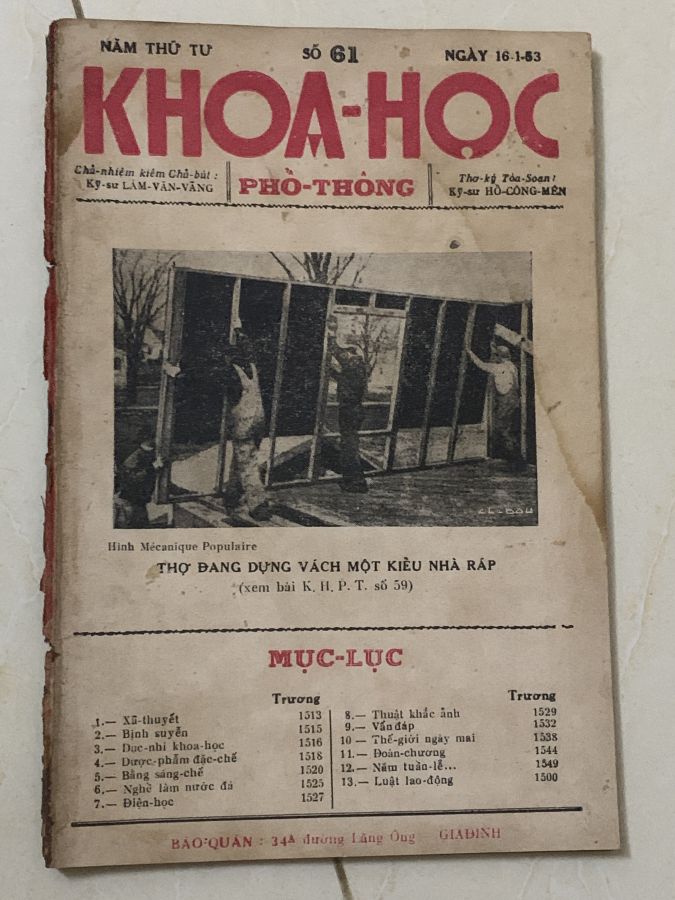 NĂM THỨ TƯ SỐ 61 NGÀY 16-1-53
KHOA-HỌC
PHỔ-THÔNG
Chủ-nhiệm kiêm Chủ-bút :
Kỹ-sư LÂM-VĂN-VÃNG
Thơ-ký Tòa-Soạn :
Kỹ-sư HỒ-CÔNG-MÊN
Hình Mécanique Populaire
THỢ ĐANG DỰNG VÁCH MỘT KIỂU NHÀ RÁP
(xem bài K. H. P. T. số 59)
MỤC-LỤC
Trương
1.— Xã-thuyết 1513
2.— Bịnh suyễn 1515
3.— Dục-nhi khoa-học 1516
4.— Dược-phẩm đặc-chế 1518
5.— Bằng sáng-chế 1520
6.— Nghề làm nước đá 1525
7.— Điện-học 1527
Trương
8.— Thuật khắc ảnh 1529
9.— Vấn đáp 1532
10 — Thế-giới ngày mai 1538
11.— Đoản-chương 1544
12.— Năm tuần-lễ... 1549
13.— Luật lao-động 1500
BÁO-QUÁN : 34A đường Lăng Ông GIAĐỊNH